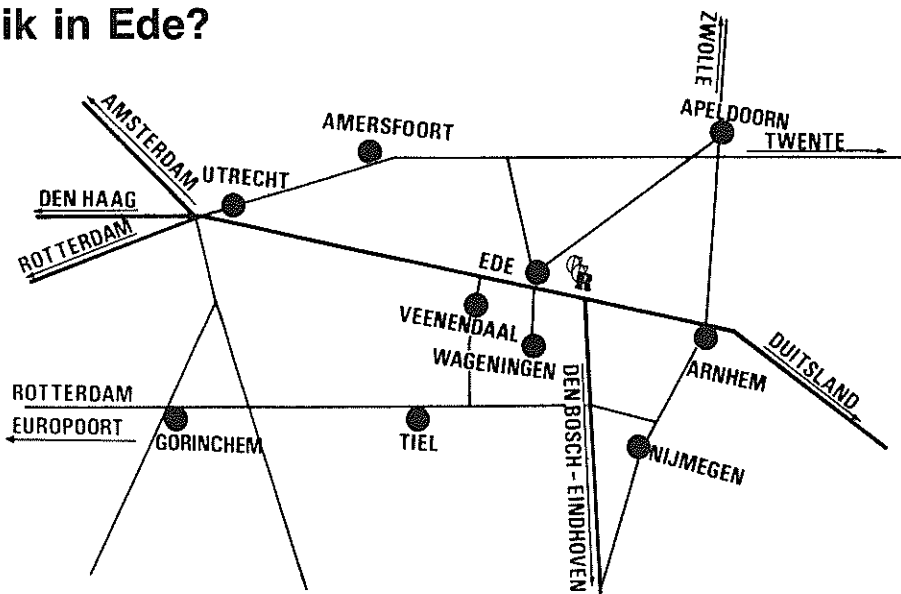 ik in Ede?
ZWOLLE
AMSTERDAM
AMERSFOORT
APELDOORN
TWENTE
UTRECHT
DEN HAAG
ROTTERDAM
EDE
VEENENDAAL
WAGENINGEN
ARNHEM
DUITSLAND
DEN BOSCH - EINDHOVEN
ROTTERDAM
EUROPOORT
GORINCHEM
TIEL
NIJMEGEN